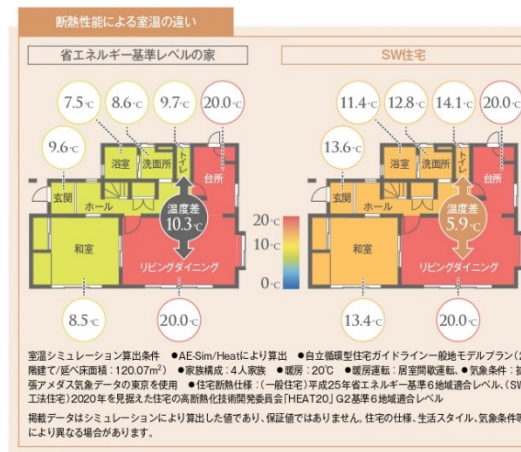 断熱性能による室温の違い
省エネルギー基準レベルの家
SW住宅
7.5℃
8.6℃
9.7℃
20.0℃
9.6℃
浴室
洗面所
トイレ
台所
玄関
ホール
温度差
10.3℃
和室
リビングダイニング
8.5℃
20.0℃
20℃
10℃
0℃
11.4℃
12.8℃
14.1℃
20.0℃
13.6℃
浴室
洗面所
トイレ
台所
玄関
ホール
温度差
5.9℃
和室
リビングダイニング
13.4℃
20.0℃
室温シミュレーション算出条件 ●AE-Sim/Heatにより算出 ●自立循環型住宅ガイドライン一般地モデルプラン(2
階建て/延べ床面積：120.07m²) ●家族構成：4人家族 ●暖房：20℃ ●暖房運転：居室間歇運転、●気象条件：拡
張アメダス気象データの東京を使用 ●住宅断熱仕様：(一般住宅)平成25年省エネルギー基準6地域適合レベル、(SW
工法住宅)2020年を見据えた住宅の高断熱化技術開発委員会「HEAT20」G2基準6地域適合レベル
掲載データはシミュレーションにより算出した値であり、保証値ではありません。住宅の仕様、生活スタイル、気象条件等
により異なる場合があります。